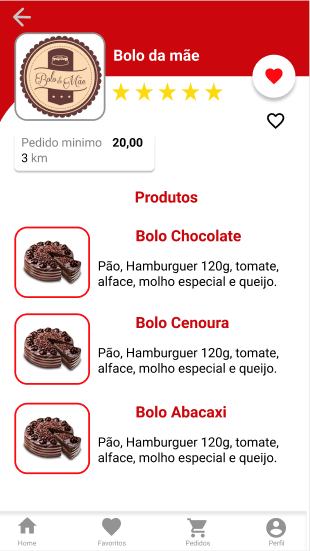 Bolo da mãe
Bolo da Mãe
Pedido minimo 20,00
3 km
Produtos
Bolo Chocolate
Pão, Hamburguer 120g, tomate,
alface, molho especial e queijo.
Bolo Cenoura
Pão, Hamburguer 120g, tomate,
alface, molho especial e queijo.
Bolo Abacaxi
Pão, Hamburguer 120g, tomate,
alface, molho especial e queijo.
Home Favoritos Pedidos Perfil